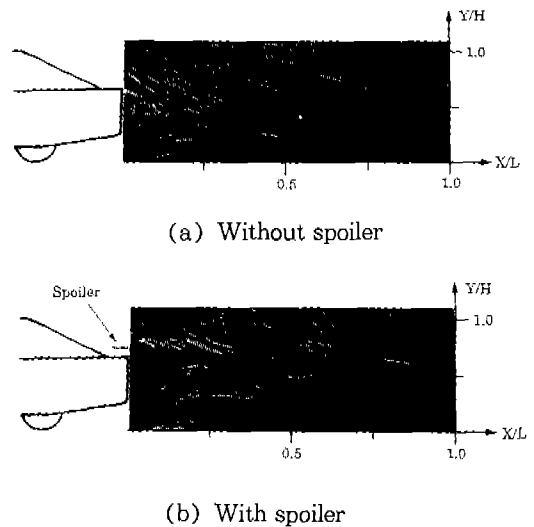 Y/H
1.0
X/L
0.5
1.0
(a) Without spoiler
Spoiler
Y/H
1.0
X/L
0.5
1.0
(b) With spoiler